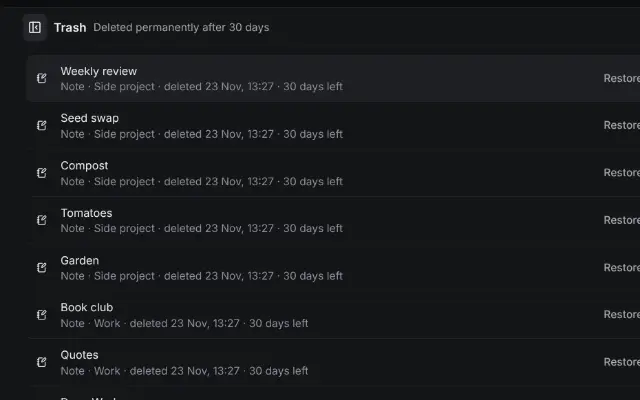 Trash Deleted permanently after 30 days
Weekly review
Note · Side project · deleted 23 Nov, 13:27 · 30 days left
Restore
Seed swap
Note · Side project · deleted 23 Nov, 13:27 · 30 days left
Restore
Compost
Note · Side project · deleted 23 Nov, 13:27 · 30 days left
Restore
Tomatoes
Note · Side project · deleted 23 Nov, 13:27 · 30 days left
Restore
Garden
Note · Side project · deleted 23 Nov, 13:27 · 30 days left
Restore
Book club
Note · Work · deleted 23 Nov, 13:27 · 30 days left
Restore
Quotes
Note · Work · deleted 23 Nov, 13:27 · 30 days left
Restore